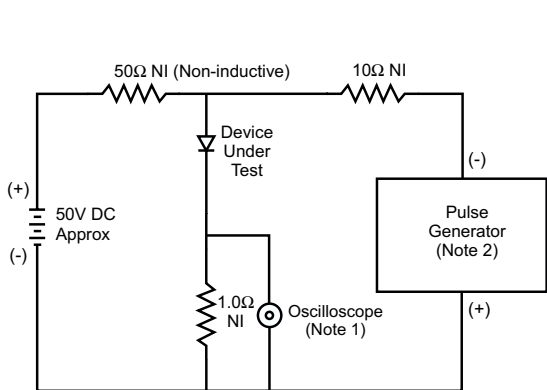 50Ω NI (Non-inductive)
10Ω NI
Device
Under
Test
(-)
(+)
50V DC
Approx
(-)
Pulse
Generator
(Note 2)
1.0Ω
NI
Oscilloscope
(Note 1)
(+)